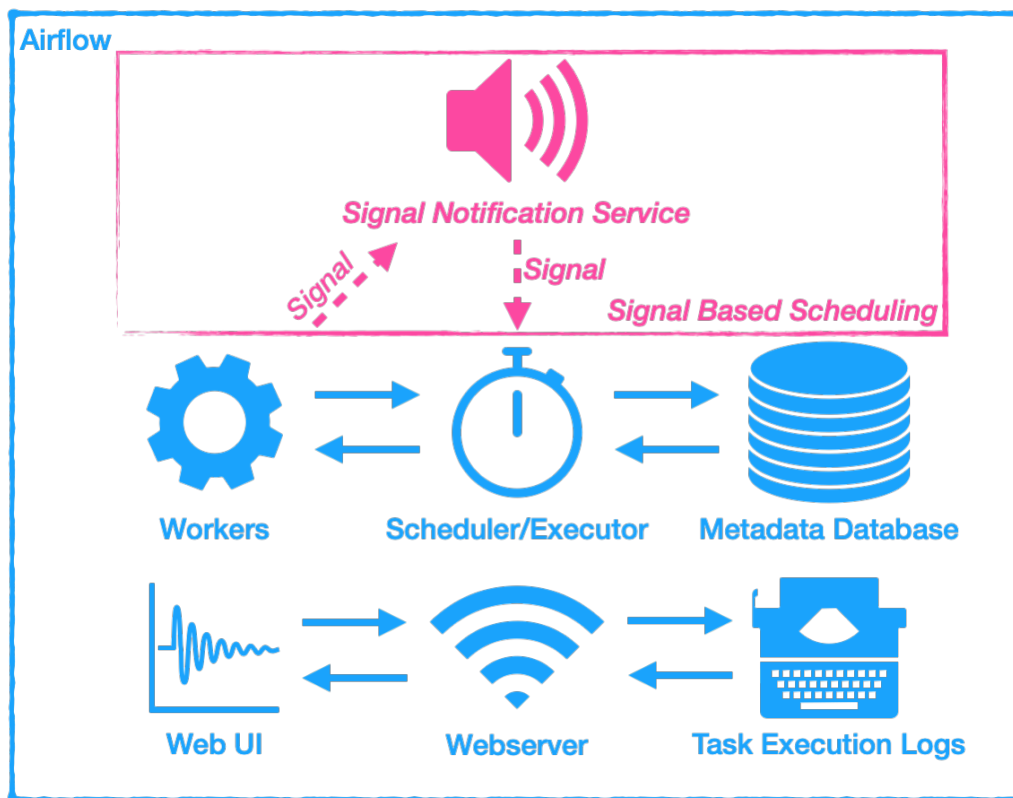 Airflow
Signal Notification Service
Signal
Signal
Signal Based Scheduling
Workers
Scheduler/Executor
Metadata Database
Web UI
Webserver
Task Execution Logs